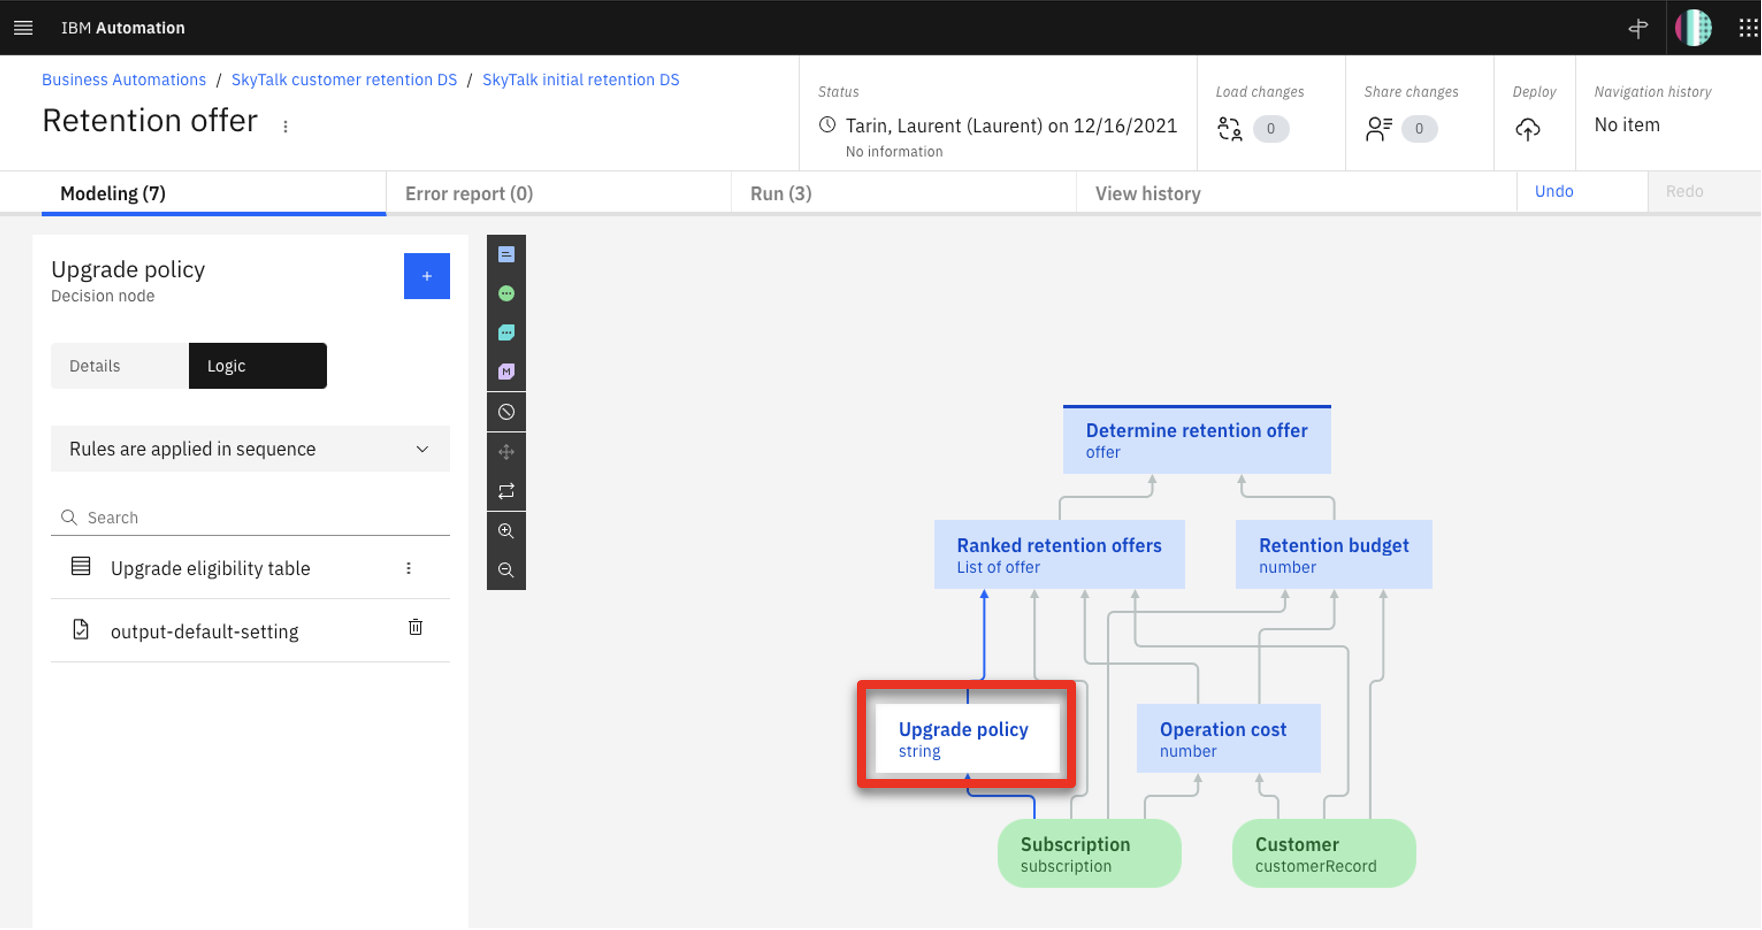 IBM Automation
Business Automations / SkyTalk customer retention DS / SkyTalk initial retention DS
Retention offer
Status
Tarin, Laurent (Laurent) on 12/16/2021
No information
Load changes
0
Share changes
0
Deploy
Navigation history
No item
Modeling (7)
Error report (0)
Run (3)
View history
Undo
Redo
Upgrade policy
Decision node
+
Details
Logic
Rules are applied in sequence
Search
Upgrade eligibility table
output-default-setting
M
Determine retention offer
offer
Ranked retention offers
List of offer
Retention budget
number
Upgrade policy
string
Operation cost
number
Subscription
subscription
Customer
customerRecord